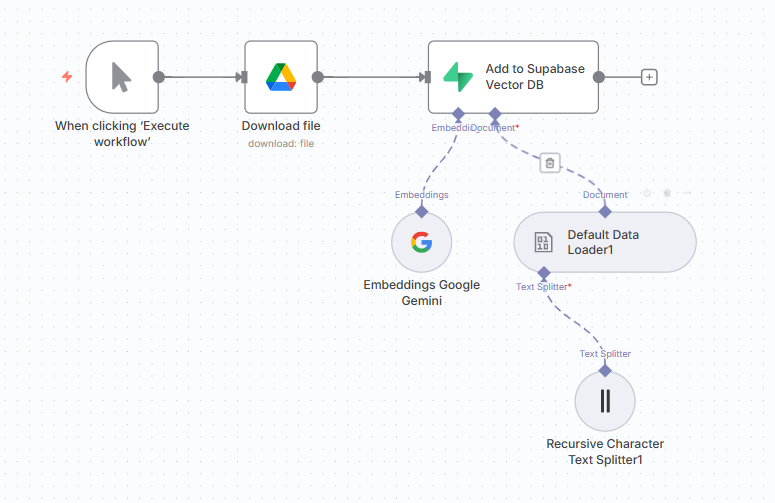 Add to Supabase
Vector DB
When clicking ‘Execute
workflow’
Download file
download: file
Embeddi
Document*
Embeddings
Document
Default Data
Loader1
Embeddings Google
Gemini
Text Splitter*
Text Splitter
Recursive Character
Text Splitter1